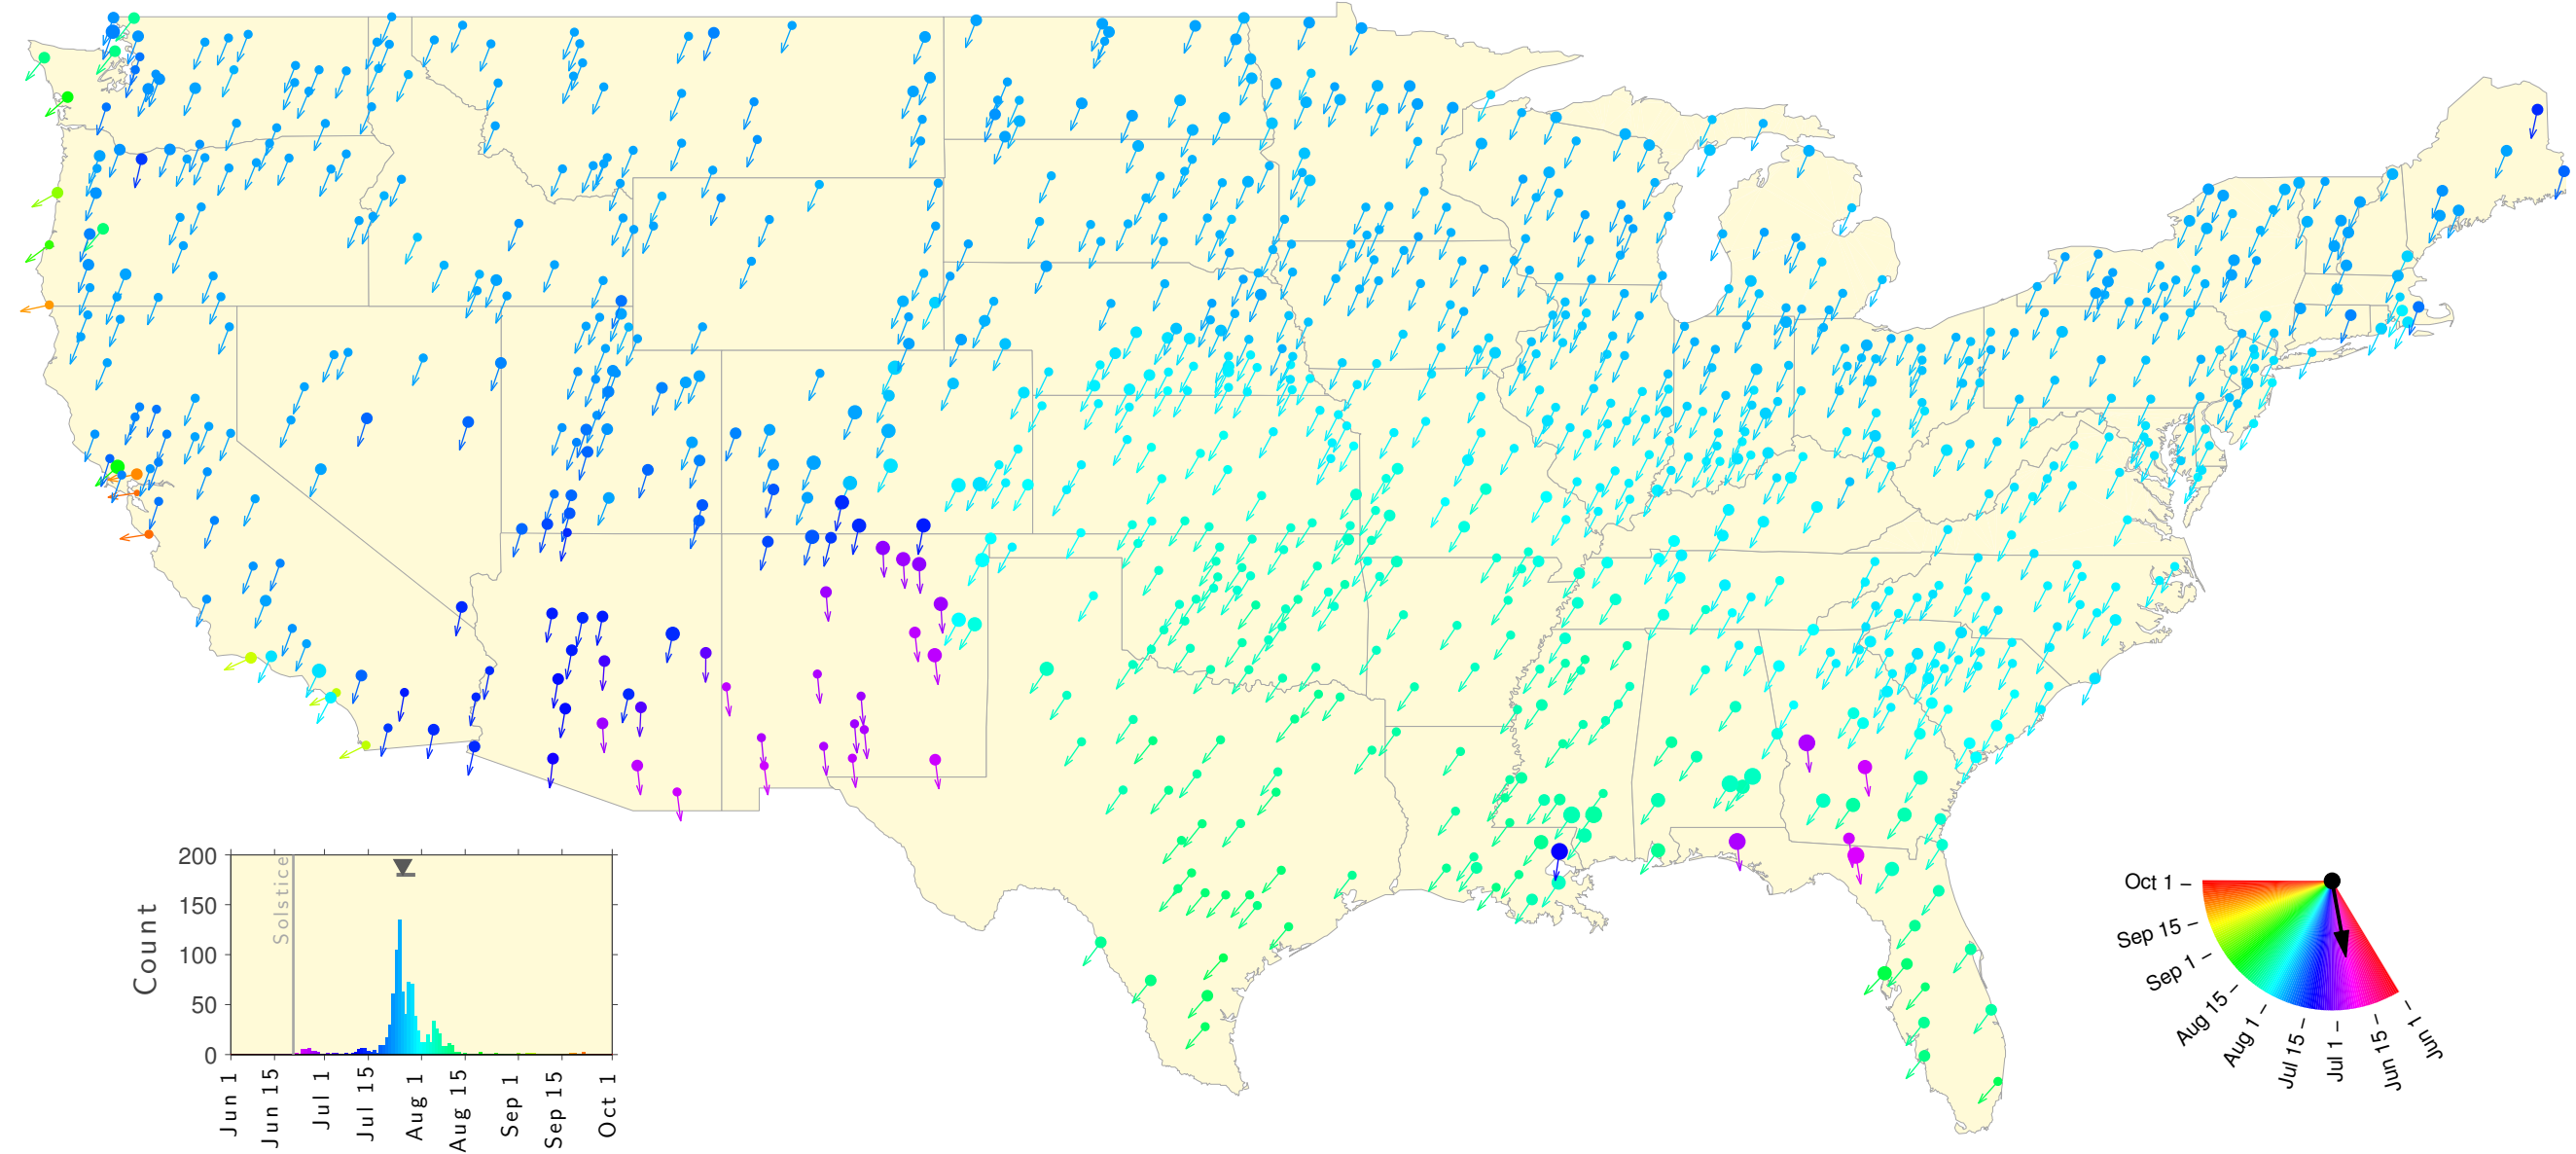 200
150
100
50
0
Count
Solstice
Jun 1
Jun 15
Jul 1
Jul 15
Aug 1
Aug 15
Sep 1
Sep 15
Oct 1
Oct 1 –
Sep 15 –
Sep 1 –
Aug 15 –
Aug 1 –
Jul 15 –
Jul 1 –
Jun 15 –
Jun 1 –